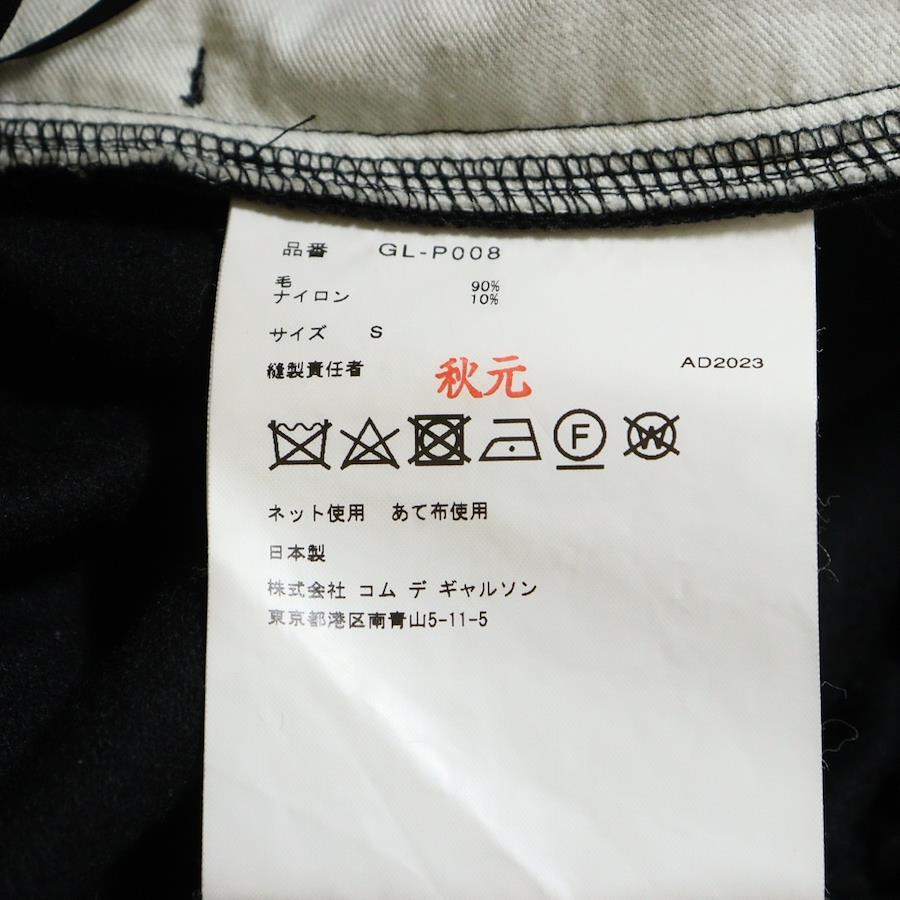 品番 GL-P008
毛 90%
ナイロン 10%
サイズ S
縫製責任者 秋元 AD2023
F W
ネット使用 あて布使用
日本製
株式会社 コム デ ギャルソン
東京都港区南青山5-11-5